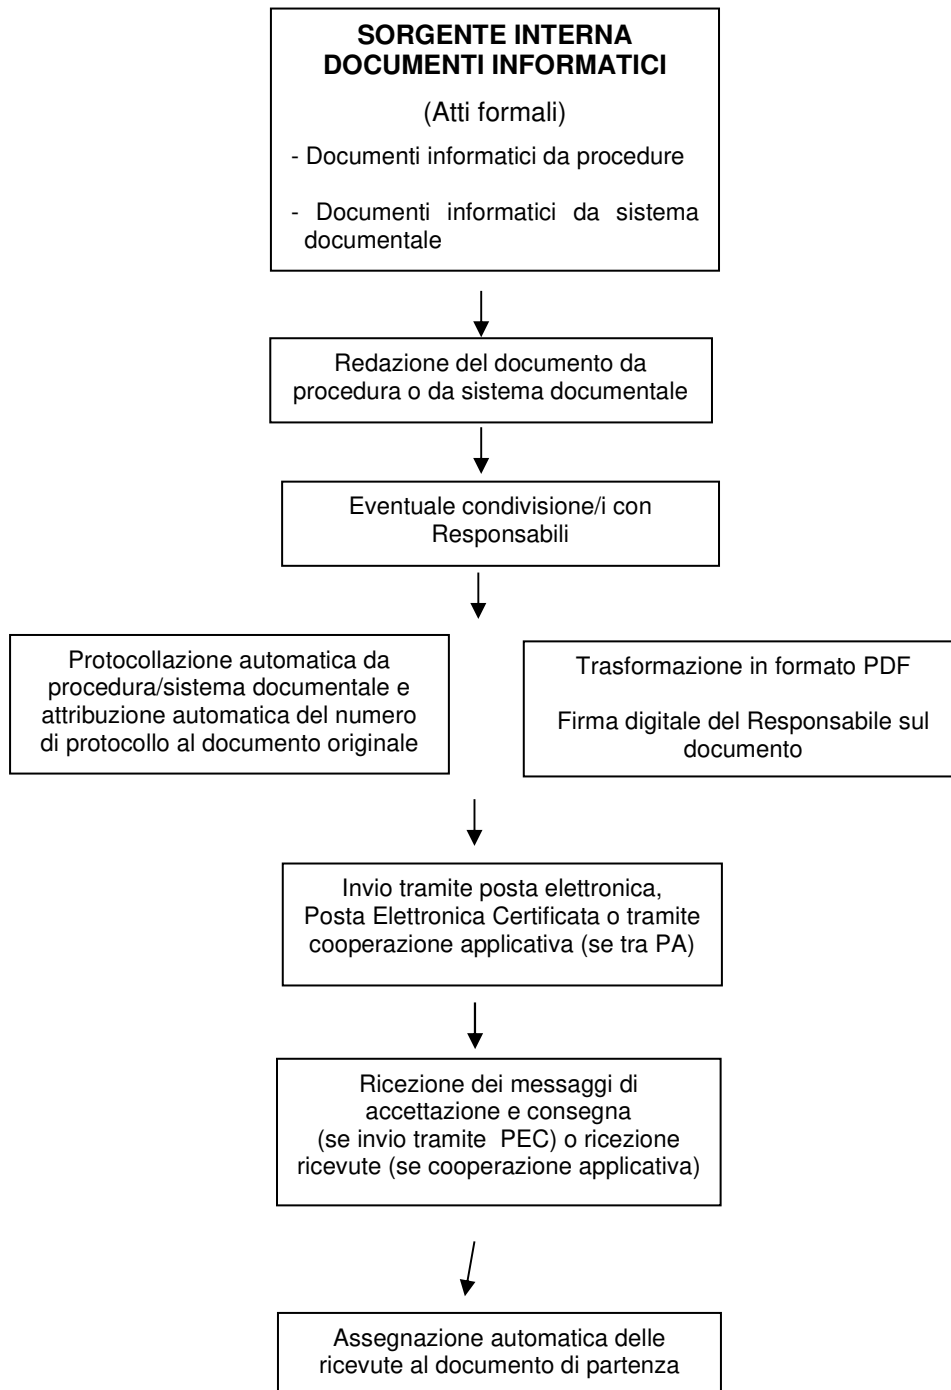 SORGENTE INTERNA
DOCUMENTI INFORMATICI
(Atti formali)
- Documenti informatici da procedure
- Documenti informatici da sistema
documentale
Redazione del documento da
procedura o da sistema documentale
Eventuale condivisione/i con
Responsabili
Protocollazione automatica da
procedura/sistema documentale e
attribuzione automatica del numero
di protocollo al documento originale
Trasformazione in formato PDF
Firma digitale del Responsabile sul
documento
Invio tramite posta elettronica,
Posta Elettronica Certificata o tramite
cooperazione applicativa (se tra PA)
Ricezione dei messaggi di
accettazione e consegna
(se invio tramite PEC) o ricezione
ricevute (se cooperazione applicativa)
Assegnazione automatica delle
ricevute al documento di partenza